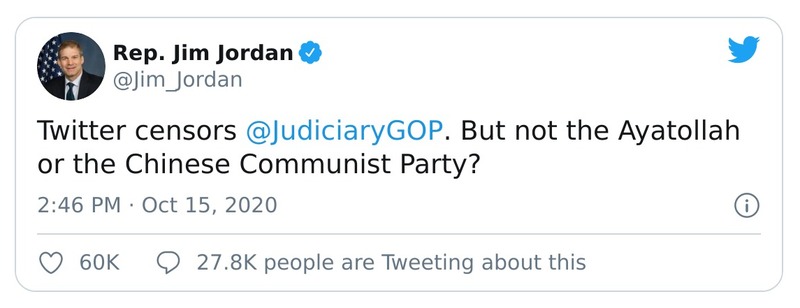 Rep. Jim Jordan
@Jim_Jordan
Twitter censors @JudiciaryGOP. But not the Ayatollah
or the Chinese Communist Party?
2:46 PM · Oct 15, 2020
60K
27.8K people are Tweeting about this